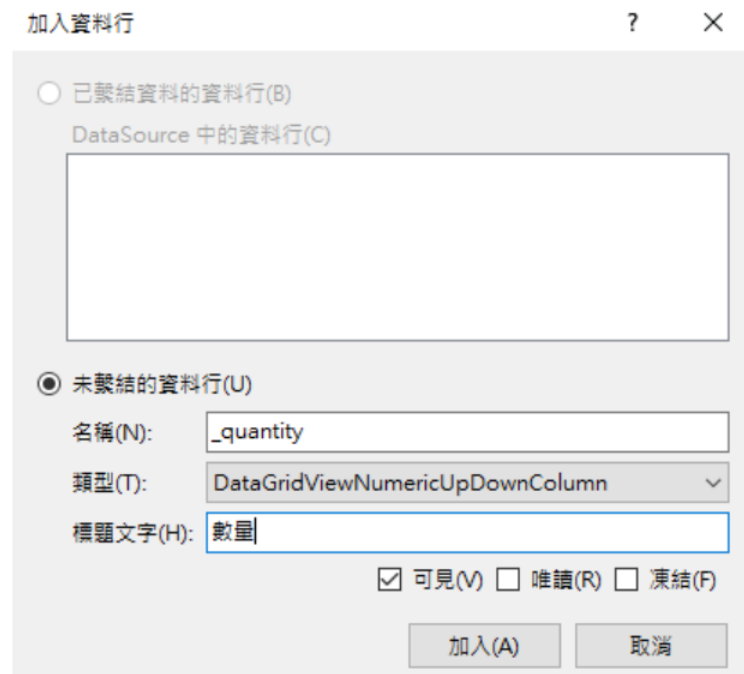 加入資料行 ? ×
已繫結資料的資料行(B)
DataSource 中的資料行(C)
未繫結的資料行(U)
名稱(N): _quantity
類型(T): DataGridViewNumericUpDownColumn
標題文字(H): 數量
可見(V) 唯讀(R) 凍結(F)
加入(A) 取消